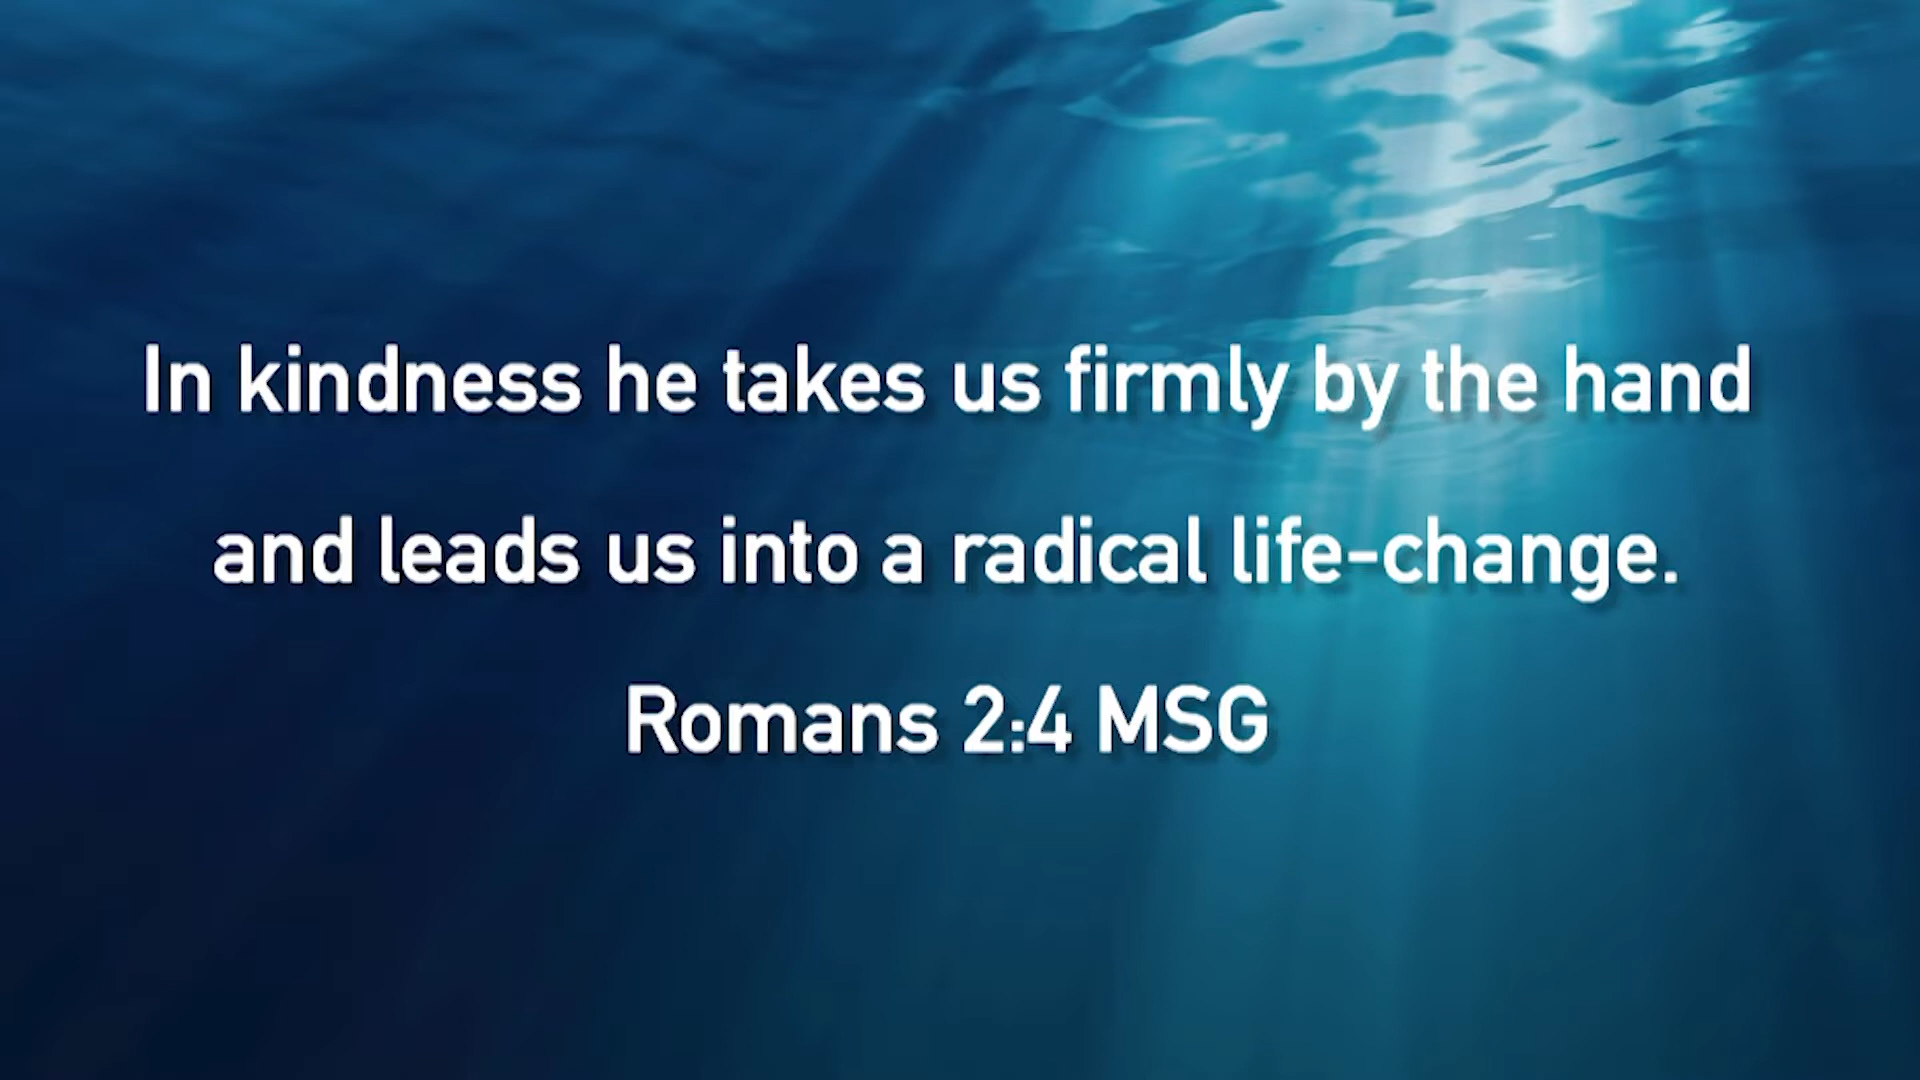 In kindness he takes us firmly by the hand
and leads us into a radical life-change.
Romans 2:4 MSG